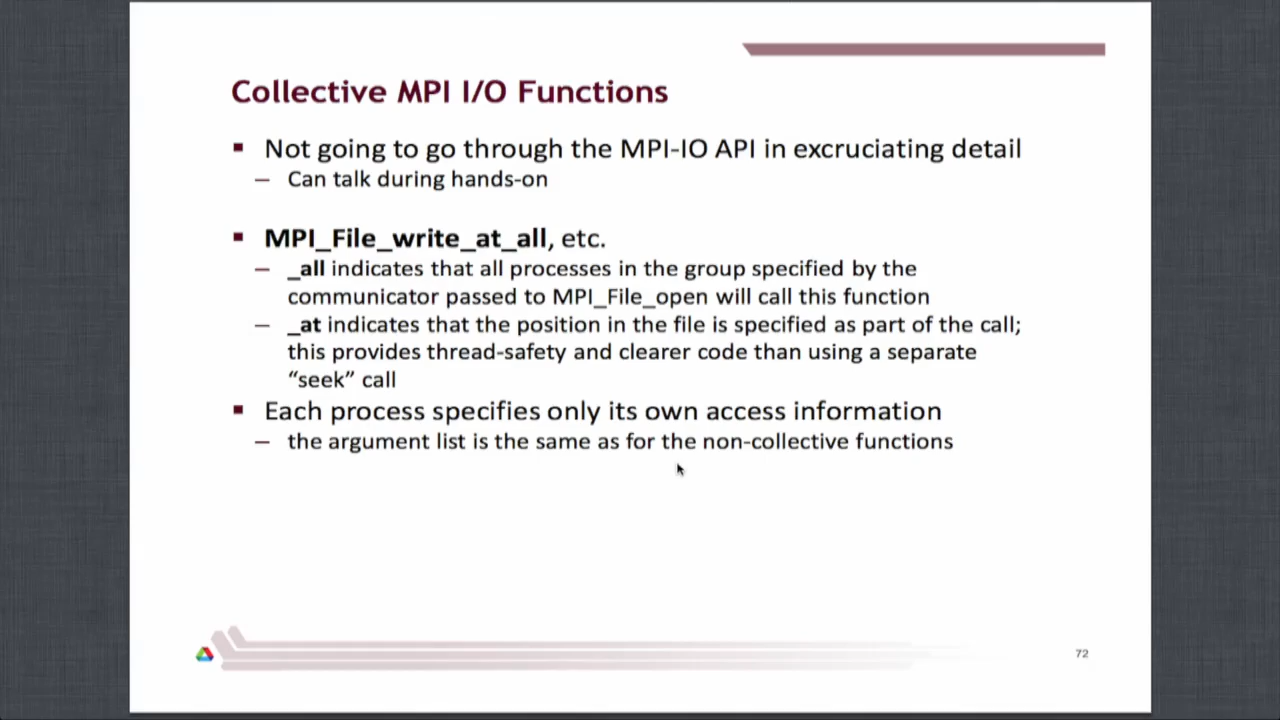 Collective MPI I/O Functions
Not going to go through the MPI-IO API in excruciating detail
– Can talk during hands-on
MPI_File_write_at_all, etc.
– _all indicates that all processes in the group specified by the
communicator passed to MPI_File_open will call this function
– _at indicates that the position in the file is specified as part of the call;
this provides thread-safety and clearer code than using a separate
“seek” call
Each process specifies only its own access information
– the argument list is the same as for the non-collective functions
72